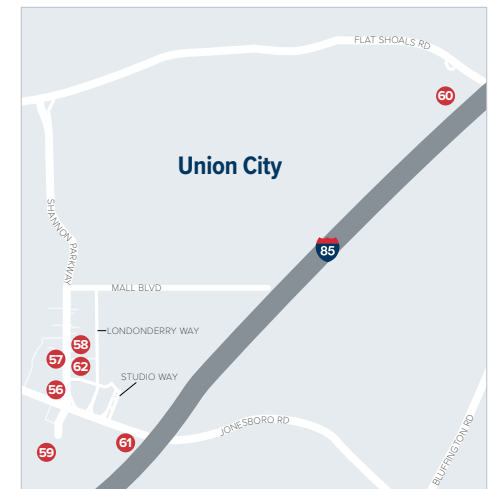 FLAT SHOALS RD
60
Union City
SHANNON PARKWAY
85
MALL BLVD
LONDONDERRY WAY
58
57
62
STUDIO WAY
56
JONESBORO RD
BUFFINGTON RD
61
59